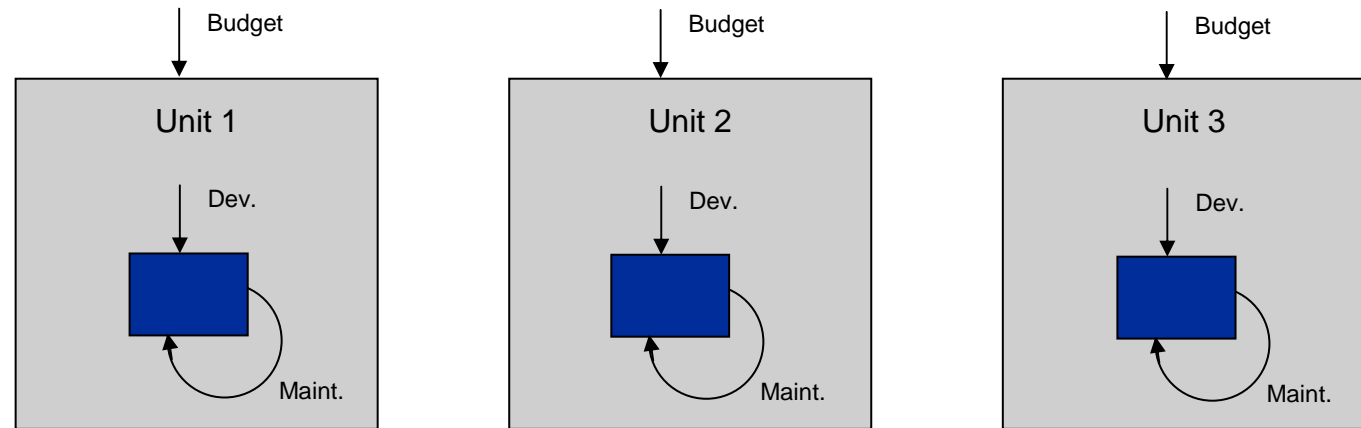 Budget
Budget
Budget
Unit 1
Unit 2
Unit 3
Dev.
Dev.
Dev.
Maint.
Maint.
Maint.